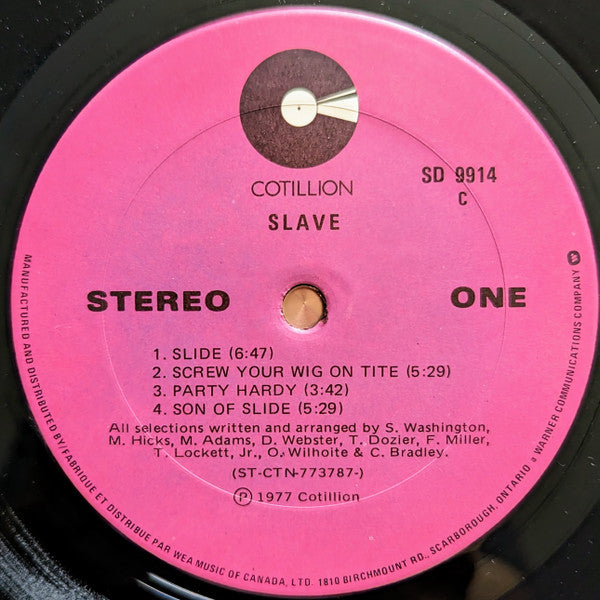 COTILLION
SD 9914
C
SLAVE
STEREO
ONE
1. SLIDE (6:47)
2. SCREW YOUR WIG ON TITE (5:29)
3. PARTY HARDY (3:42)
4. SON OF SLIDE (5:29)
All selections written and arranged by S. Washington,
M. Hicks, M. Adams, D. Webster, T. Dozier, F. Miller,
T. Lockett, Jr., O. Wilhoite & C. Bradley.
(ST-CTN-773787-)
Ⓟ 1977 Cotillion
MANUFACTURED AND DISTRIBUTED BY/FABRIQUE ET DISTRIBUE PAR WEA MUSIC OF CANADA, LTD. 1810 BIRCHMOUNT RD., SCARBOROUGH, ONTARIO a WARNER COMMUNICATIONS COMPANY